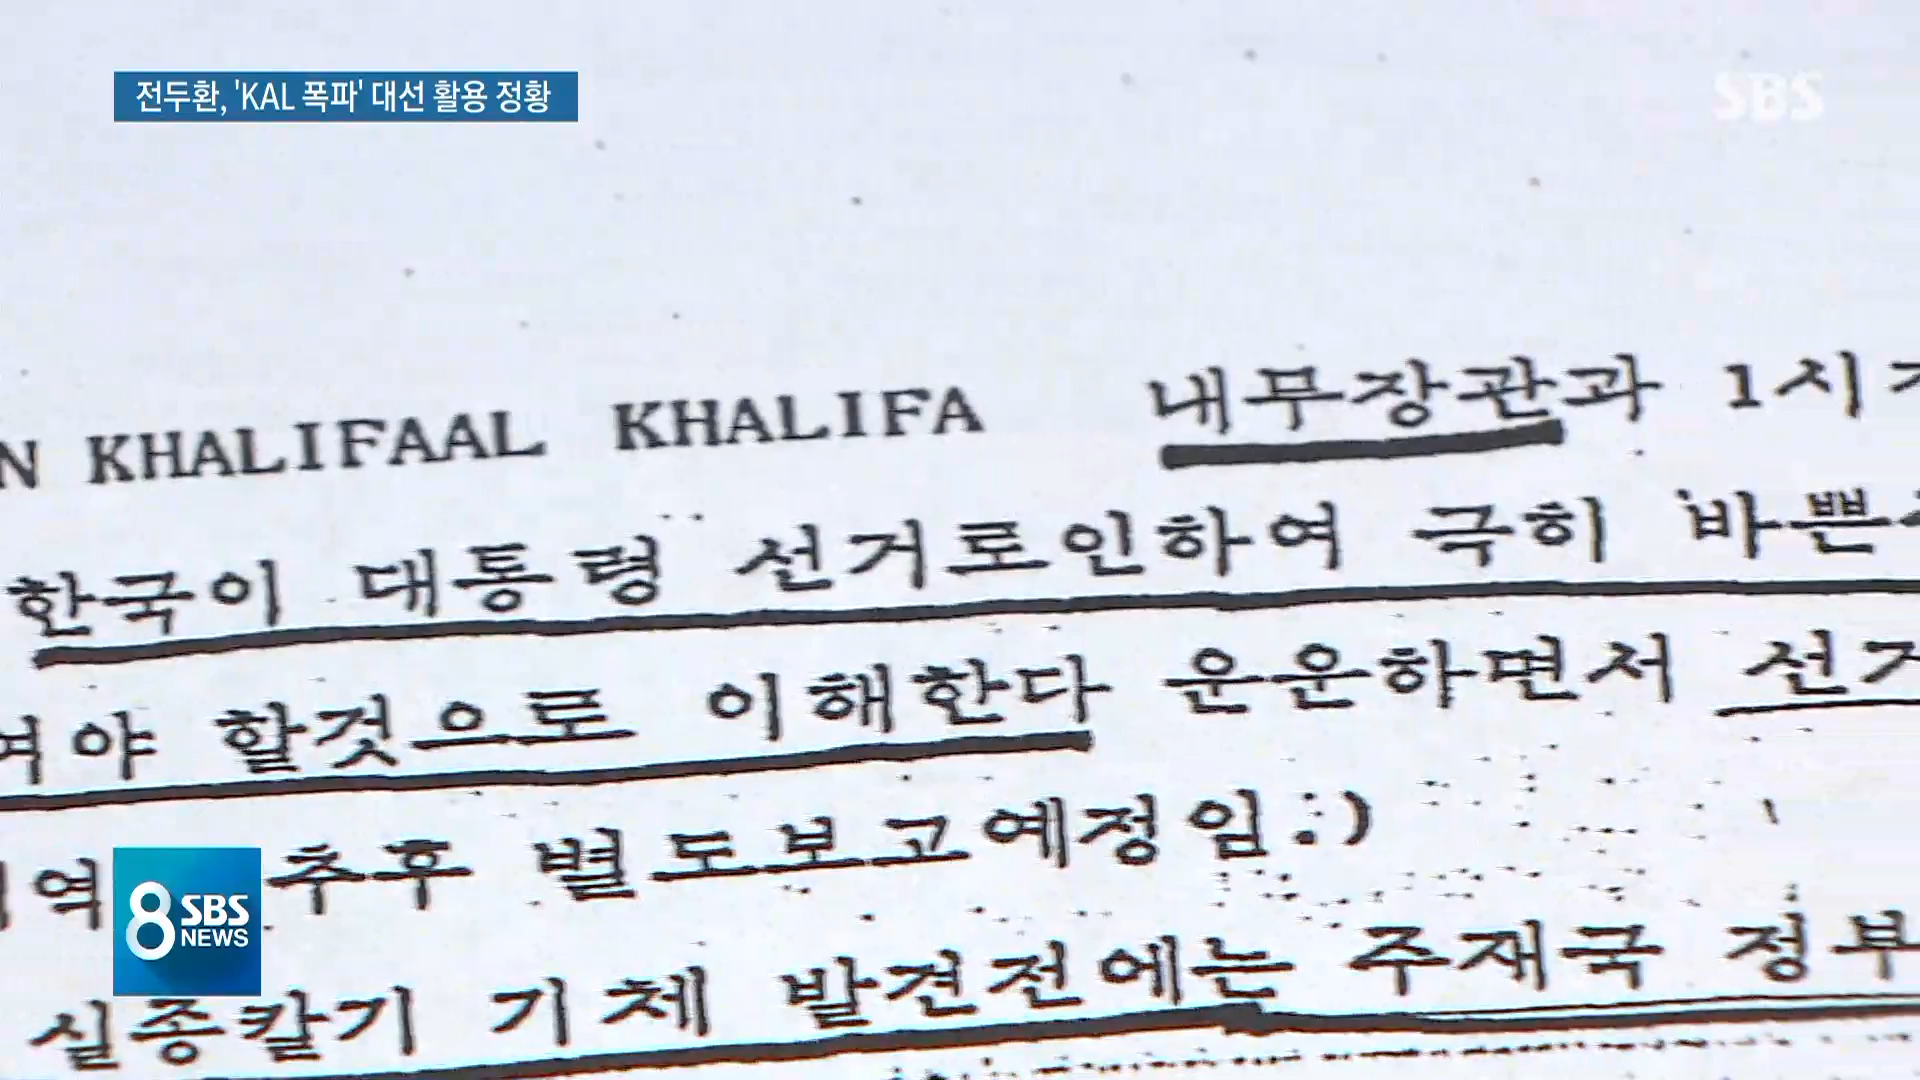 전두환, 'KAL 폭파' 대선 활용 정황
SBS
N KHALIFAAL KHALIFA 내무장관과 1시
한국이 대통령 선거로인하여 극히 바쁜
여야 할것으로 이해한다 운운하면서 선거
역 추후 별도보고예정임.)
8 SBS NEWS
실종칼기 기체 발견전에는 주재국 정부